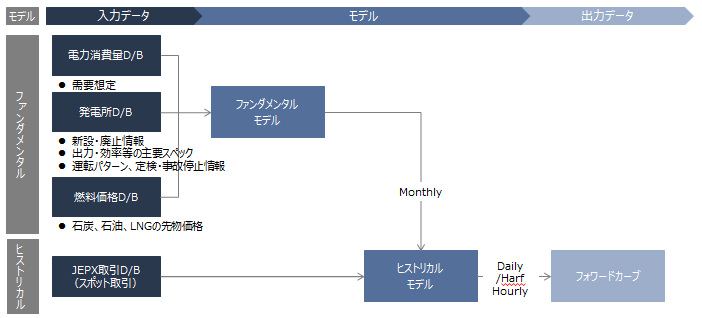 モデル
入力データ
モデル
出力データ
ファンダメンタル
電力消費量D/B
● 需要想定
発電所D/B
● 新設・廃止情報
● 出力・効率等の主要スペック
● 運転パターン、定検・事故停止情報
燃料価格D/B
● 石炭、石油、LNGの先物価格
ファンダメンタル
モデル
Monthly
ヒストリカル
JEPX取引D/B
(スポット取引)
ヒストリカル
モデル
Daily
/Harf
Hourly
フォワードカーブ